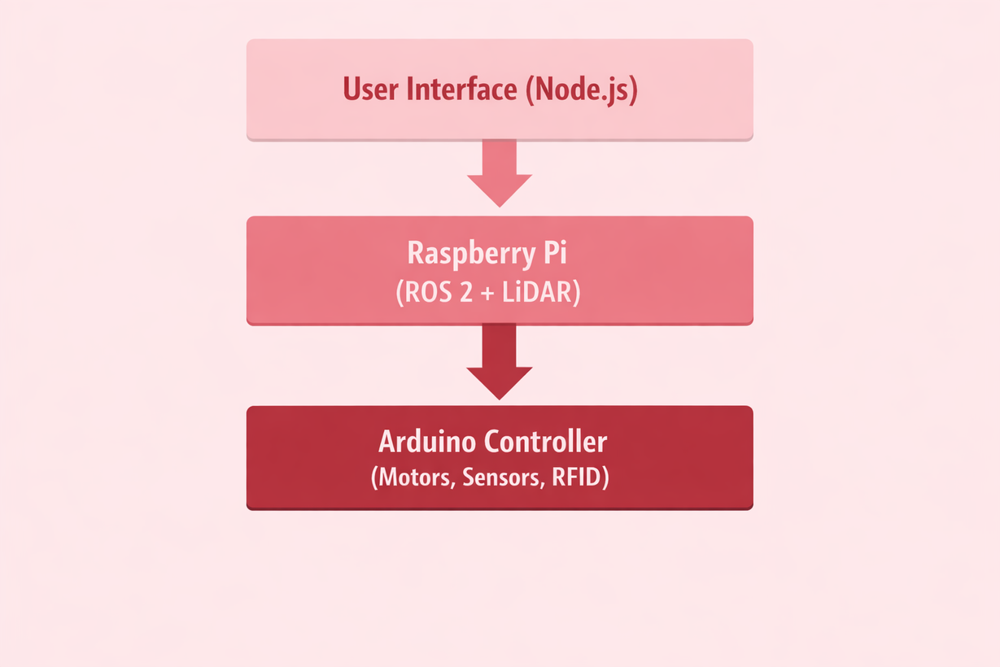 User Interface (Node.js)
Raspberry Pi
(ROS 2 + LiDAR)
Arduino Controller
(Motors, Sensors, RFID)